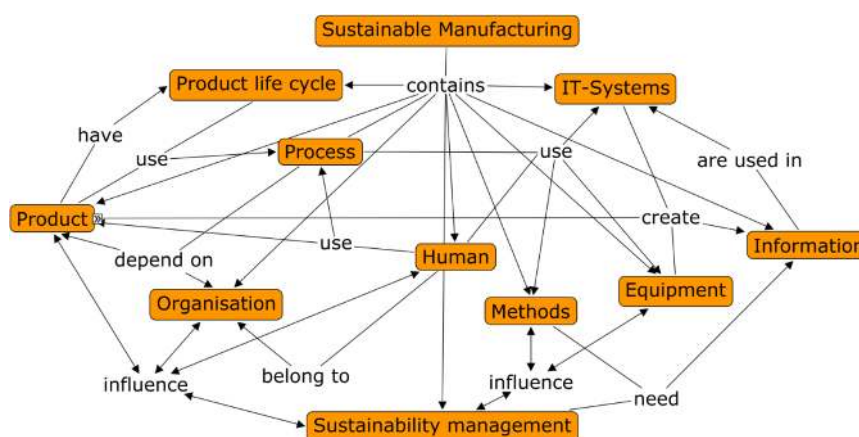 Sustainable Manufacturing
Product life cycle
contains
IT-Systems
have
use
Process
use
are used in
Product
create
depend on
use
Human
Information
Organisation
Methods
Equipment
influence
belong to
influence
need
Sustainability management